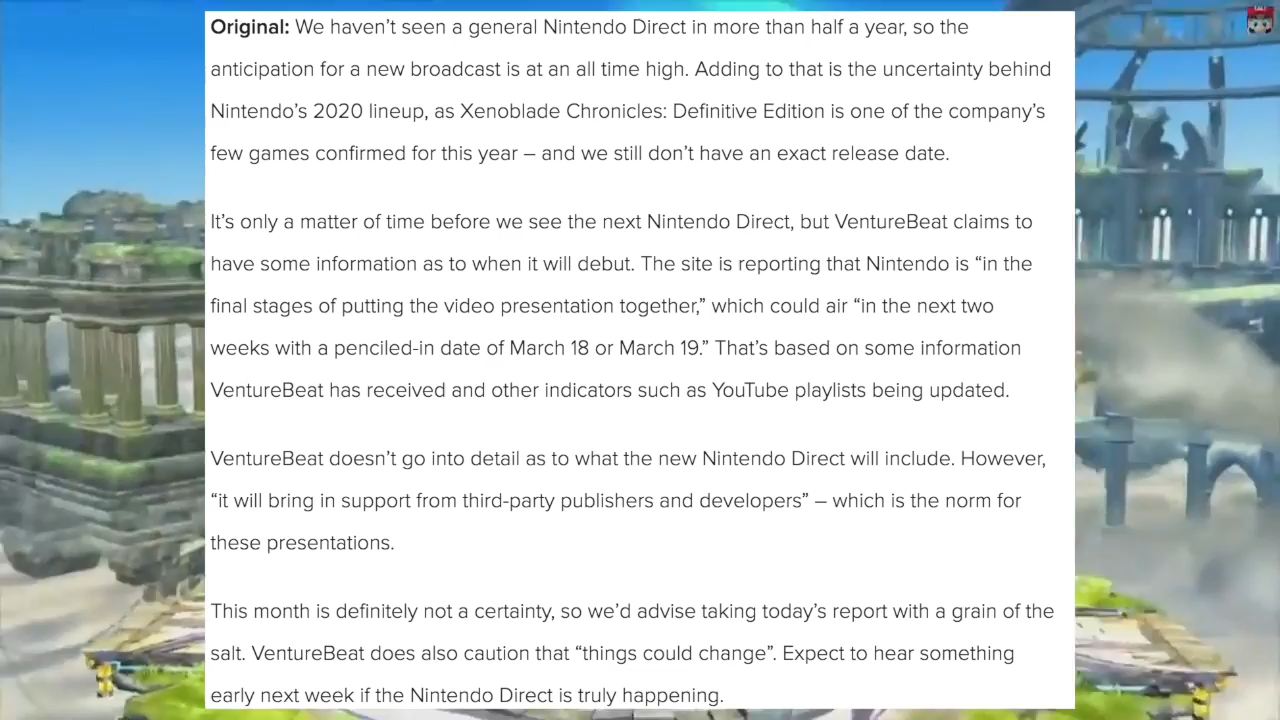 Original: We haven’t seen a general Nintendo Direct in more than half a year, so the
anticipation for a new broadcast is at an all time high. Adding to that is the uncertainty behind
Nintendo’s 2020 lineup, as Xenoblade Chronicles: Definitive Edition is one of the company’s
few games confirmed for this year – and we still don’t have an exact release date.
It’s only a matter of time before we see the next Nintendo Direct, but VentureBeat claims to
have some information as to when it will debut. The site is reporting that Nintendo is “in the
final stages of putting the video presentation together,” which could air “in the next two
weeks with a penciled-in date of March 18 or March 19.” That’s based on some information
VentureBeat has received and other indicators such as YouTube playlists being updated.
VentureBeat doesn’t go into detail as to what the new Nintendo Direct will include. However,
“it will bring in support from third-party publishers and developers” – which is the norm for
these presentations.
This month is definitely not a certainty, so we’d advise taking today’s report with a grain of the
salt. VentureBeat does also caution that “things could change”. Expect to hear something
early next week if the Nintendo Direct is truly happening.